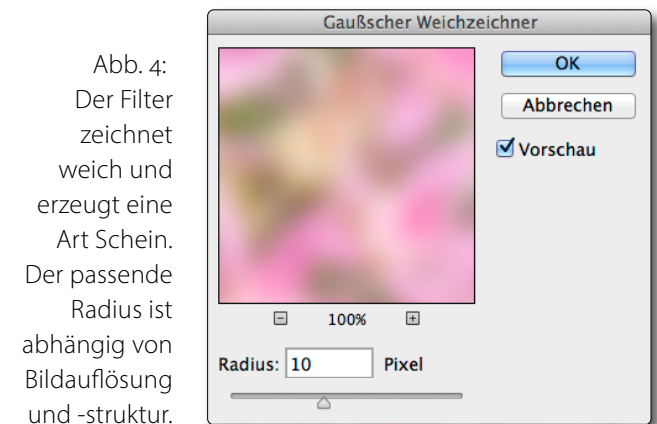 Abb. 4:
Der Filter
zeichnet
weich und
erzeugt eine
Art Schein.
Der passende
Radius ist
abhängig von
Bildauflösung
und -struktur.
Gaußscher Weichzeichner
OK
Abbrechen
Vorschau
100%
Radius: 10 Pixel